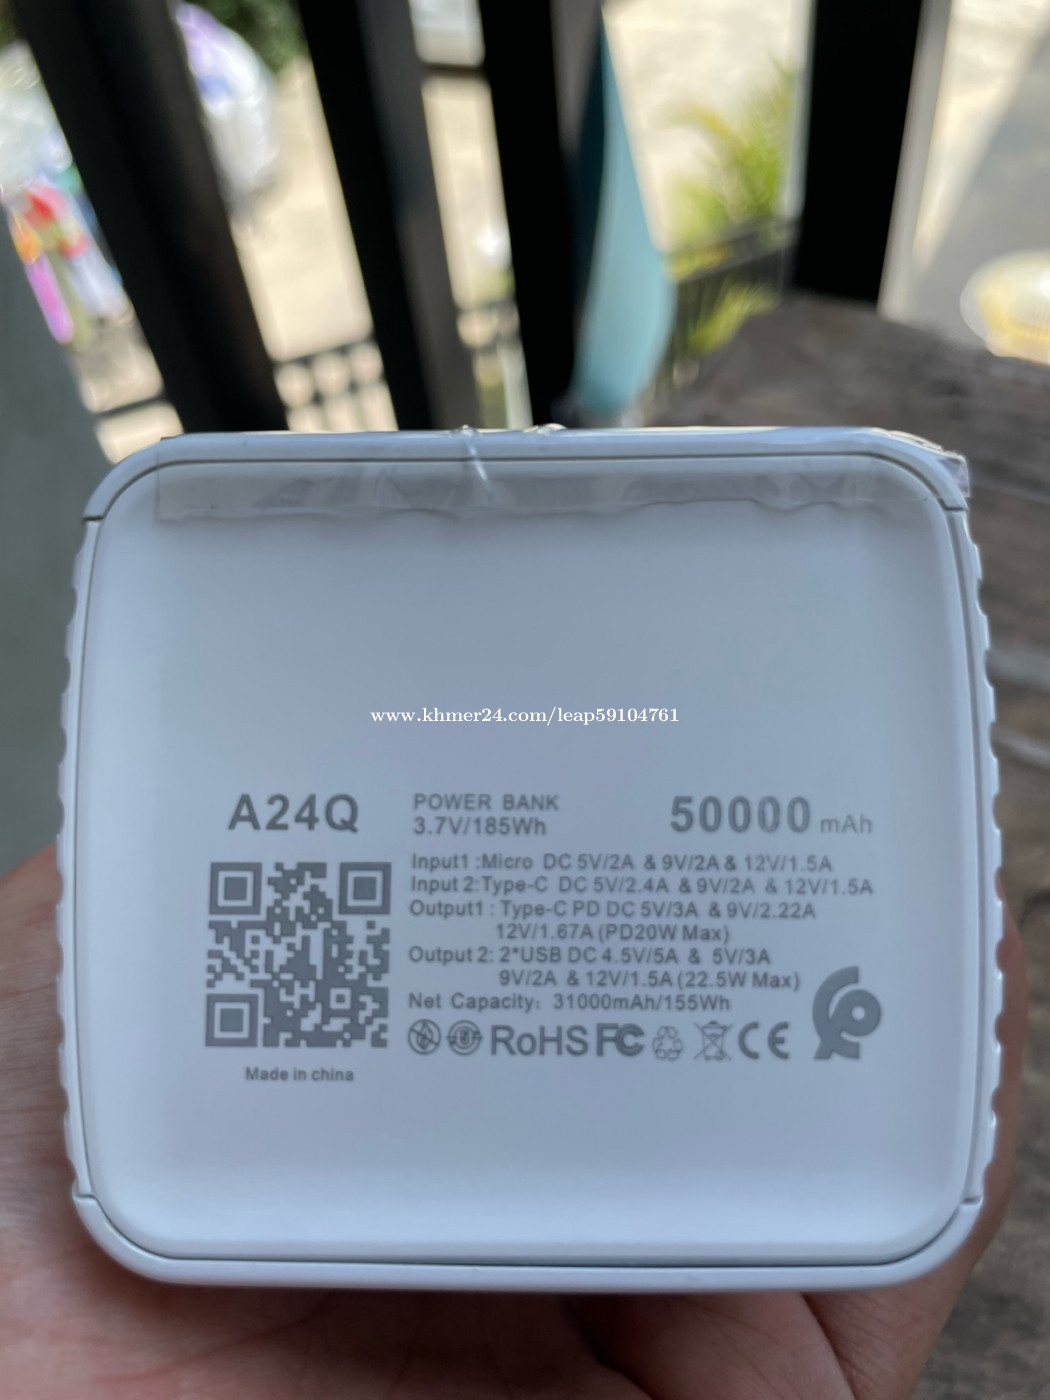 www.khmer24.com/leap59104761
A24Q
POWER BANK
3.7V/185Wh
50000 mAh
Input1 :Micro DC 5V/2A & 9V/2A & 12V/1.5A
Input 2:Type-C DC 5V/2.4A & 9V/2A & 12V/1.5A
Output1 : Type-C PD DC 5V/3A & 9V/2.22A
12V/1.67A (PD20W Max)
Output 2: 2*USB DC 4.5V/5A & 5V/3A
9V/2A & 12V/1.5A (22.5W Max)
Net Capacity: 31000mAh/155Wh
RoHS FC CE
Made in china